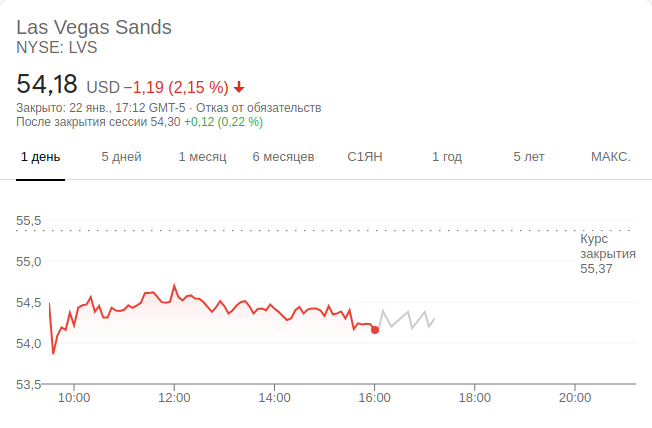 Las Vegas Sands
NYSE: LVS
54,18 USD −1,19 (2,15 %)
Закрыто: 22 янв., 17:12 GMT-5 · Отказ от обязательств
После закрытия сессии 54,30 +0,12 (0,22 %)
1 день 5 дней 1 месяц 6 месяцев С1ЯН 1 год 5 лет МАКС.
55,5
Курс
закрытия
55,37
55,0
54,5
54,0
53,5
10:00 12:00 14:00 16:00 18:00 20:00